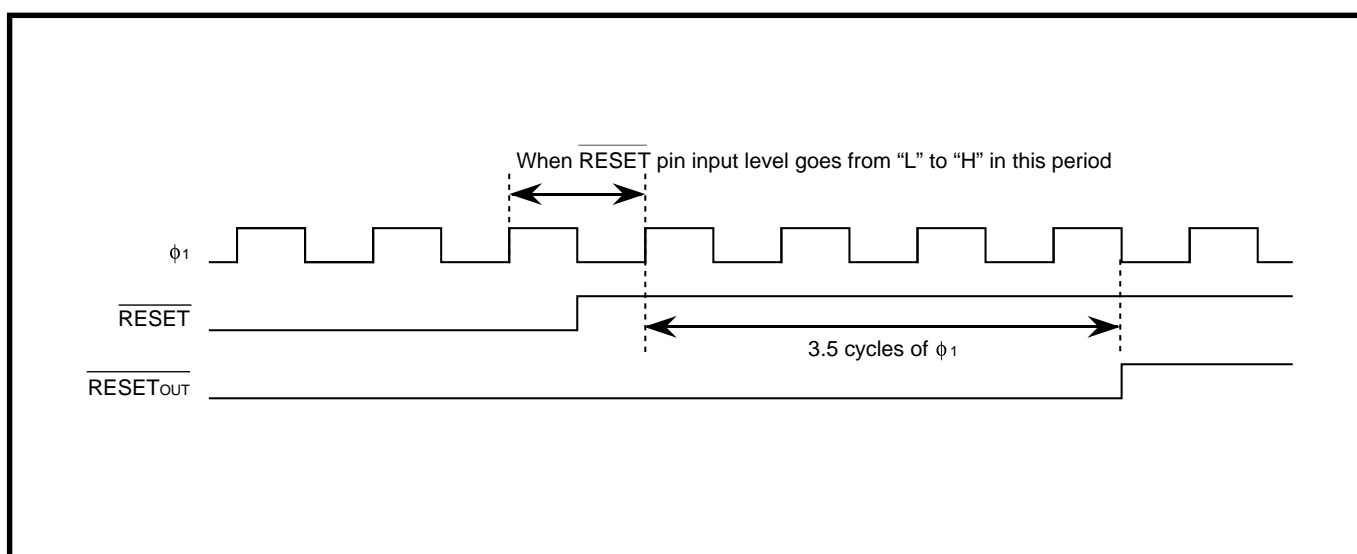 When RESET pin input level goes from “L” to “H” in this period
ϕ1
RESET
3.5 cycles of ϕ1
RESETOUT